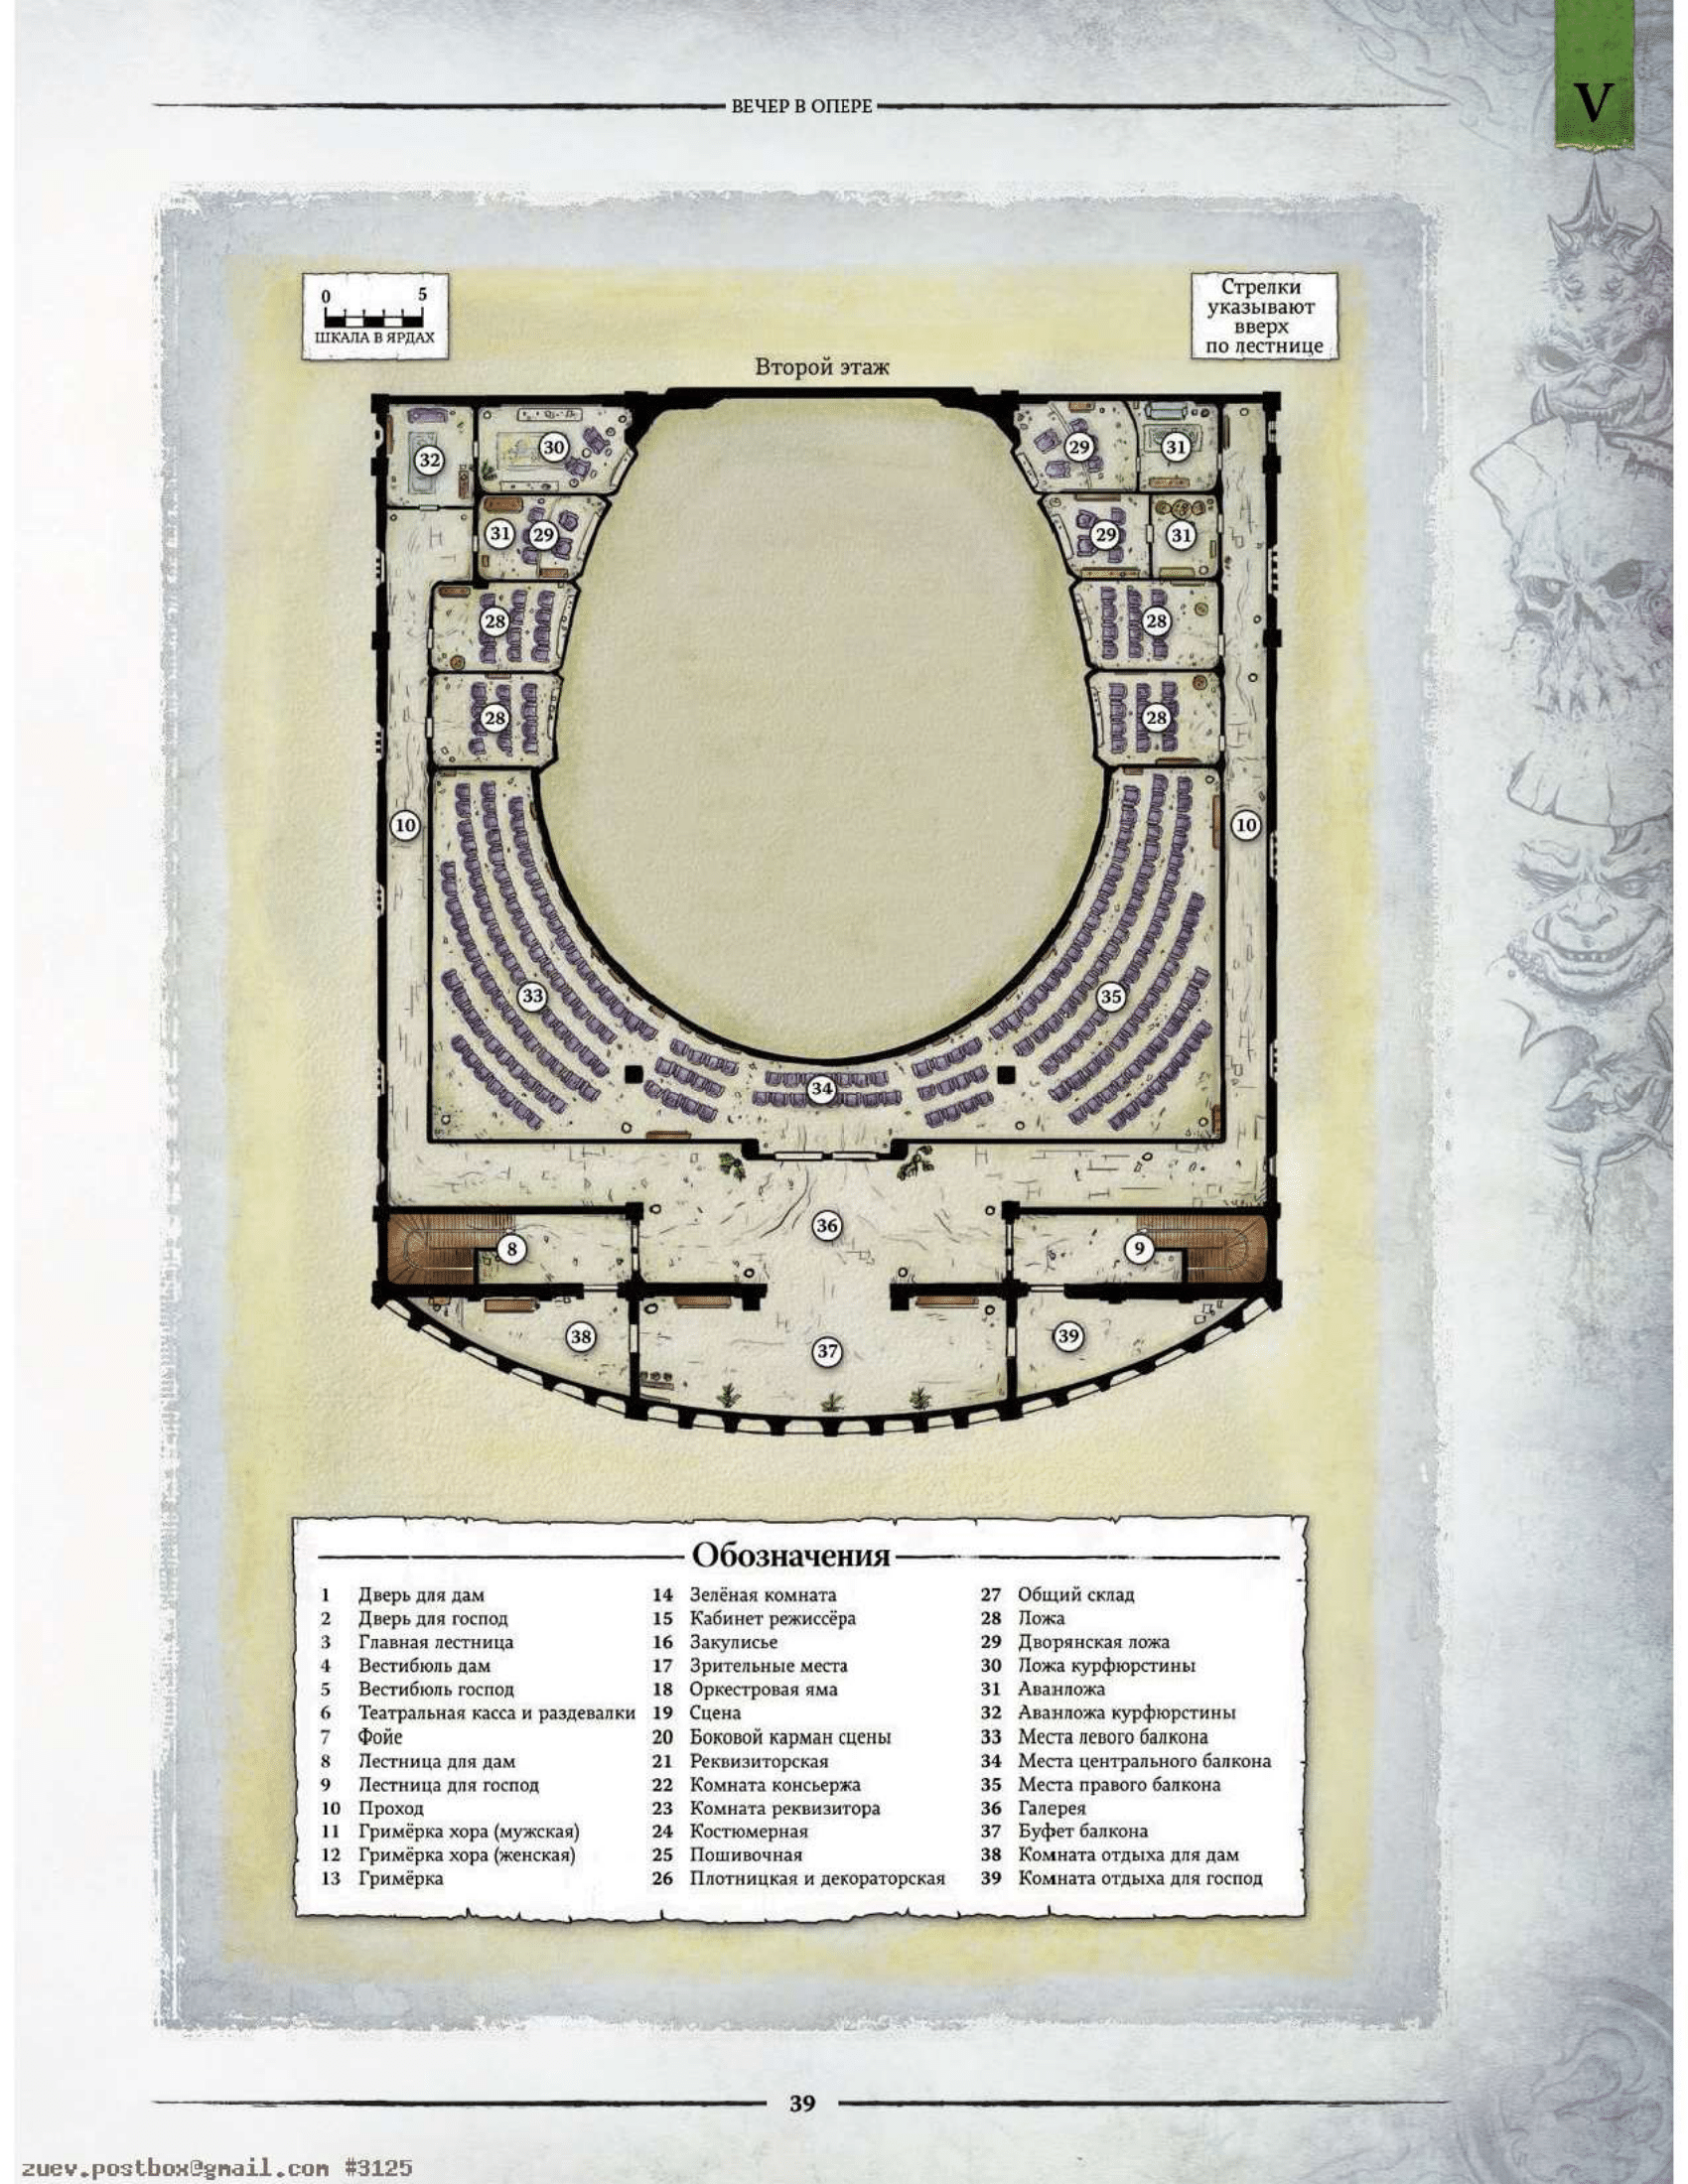 ВЕЧЕР В ОПЕРЕ
V
0 5
ШКАЛА В ЯРДАХ
Стрелки
указывают
вверх
по лестнице
Второй этаж
32
30
29
31
31
29
29
31
28
28
28
28
10
10
33
35
34
36
8
9
38
37
39
Обозначения
1 Дверь для дам
2 Дверь для господ
3 Главная лестница
4 Вестибюль дам
5 Вестибюль господ
6 Театральная касса и раздевалки
7 Фойе
8 Лестница для дам
9 Лестница для господ
10 Проход
11 Гримёрка хора (мужская)
12 Гримёрка хора (женская)
13 Гримёрка
14 Зелёная комната
15 Кабинет режиссёра
16 Закулисье
17 Зрительные места
18 Оркестровая яма
19 Сцена
20 Боковой карман сцены
21 Реквизиторская
22 Комната консьержа
23 Комната реквизитора
24 Костюмерная
25 Пошивочная
26 Плотницкая и декораторская
27 Общий склад
28 Ложа
29 Дворянская ложа
30 Ложа курфюрстины
31 Аванложа
32 Аванложа курфюрстины
33 Места левого балкона
34 Места центрального балкона
35 Места правого балкона
36 Галерея
37 Буфет балкона
38 Комната отдыха для дам
39 Комната отдыха для господ
39
zuev.postbox@gmail.com #3125